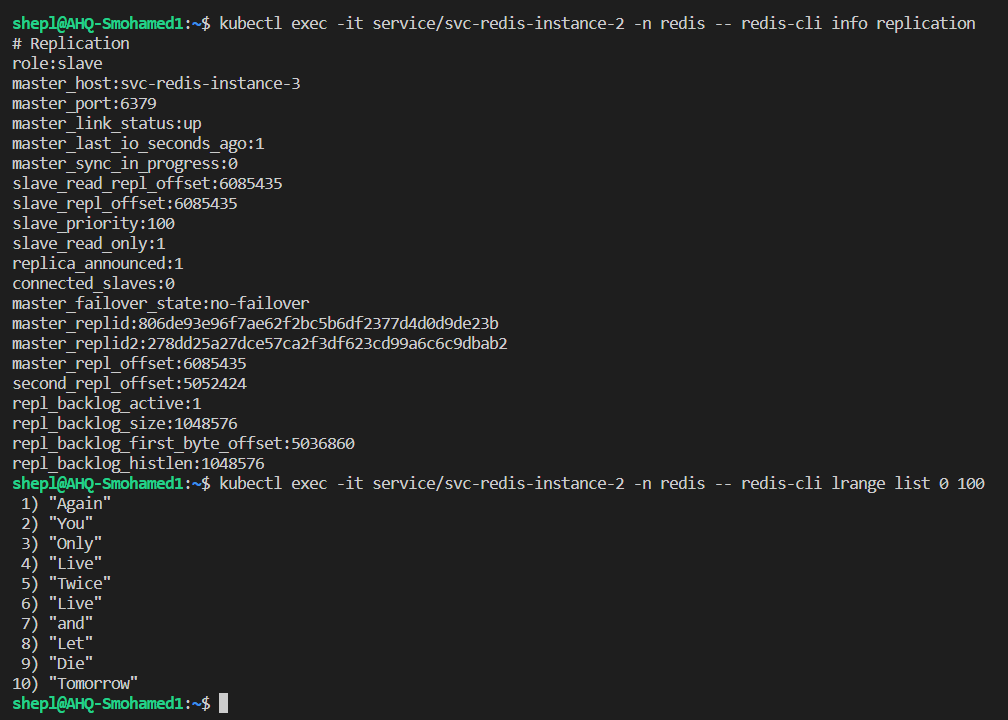 shepl@AHQ-Smohamed1:~$ kubectl exec -it service/svc-redis-instance-2 -n redis -- redis-cli info replication
# Replication
role:slave
master_host:svc-redis-instance-3
master_port:6379
master_link_status:up
master_last_io_seconds_ago:1
master_sync_in_progress:0
slave_read_repl_offset:6085435
slave_repl_offset:6085435
slave_priority:100
slave_read_only:1
replica_announced:1
connected_slaves:0
master_failover_state:no-failover
master_replid:806de93e96f7ae62f2bc5b6df2377d4d0d9de23b
master_replid2:278dd25a27dce57ca2f3df623cd99a6c6c9dbab2
master_repl_offset:6085435
second_repl_offset:5052424
repl_backlog_active:1
repl_backlog_size:1048576
repl_backlog_first_byte_offset:5036860
repl_backlog_histlen:1048576
shepl@AHQ-Smohamed1:~$ kubectl exec -it service/svc-redis-instance-2 -n redis -- redis-cli lrange list 0 100
1) "Again"
2) "You"
3) "Only"
4) "Live"
5) "Twice"
6) "Live"
7) "and"
8) "Let"
9) "Die"
10) "Tomorrow"
shepl@AHQ-Smohamed1:~$